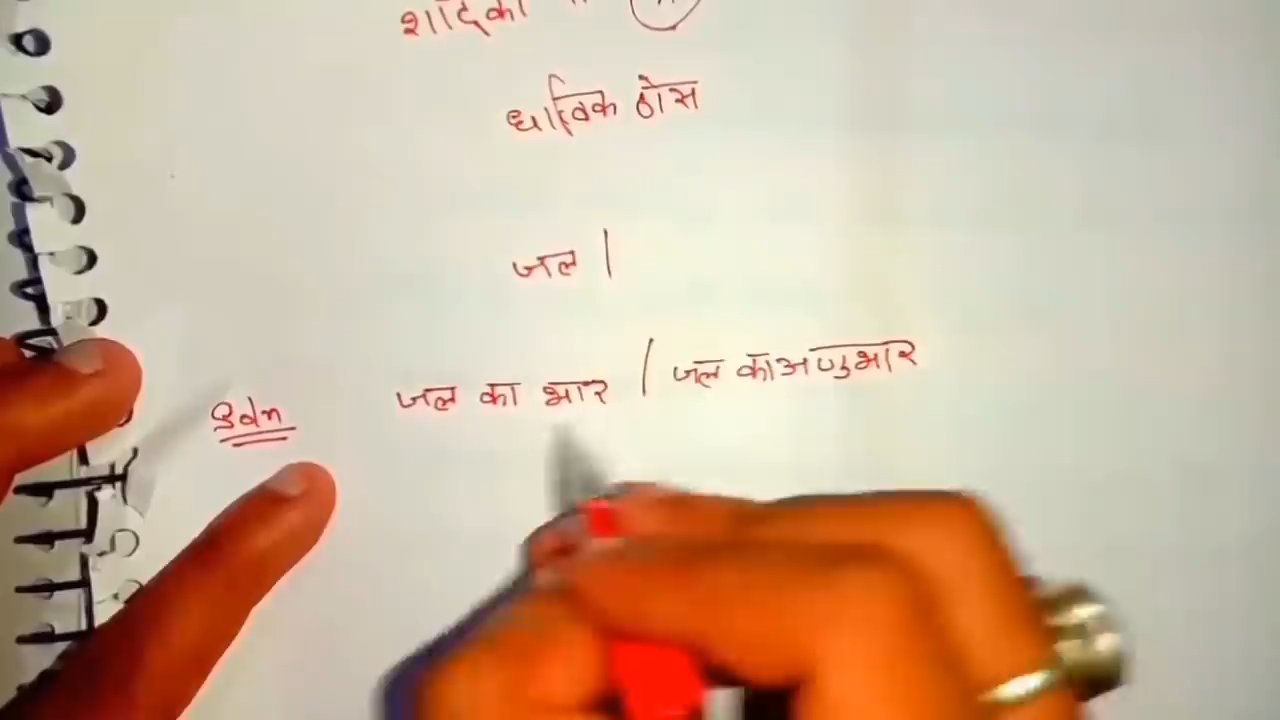 धात्विक ठोस
जल |
जल का भार / जल का अणुभार